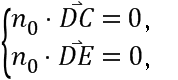 n₀ · D⃗C = 0,
n₀ · D⃗E = 0,